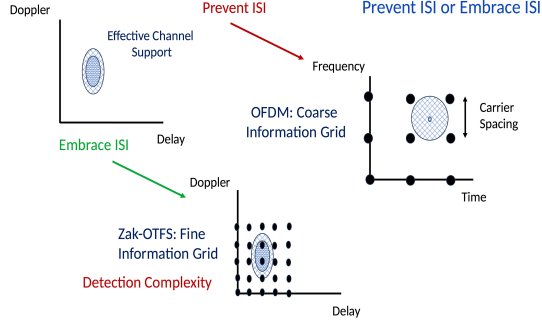 Doppler
Prevent ISI
Prevent ISI or Embrace ISI
Effective Channel
Support
Delay
Frequency
OFDM: Coarse
Information Grid
Carrier
Spacing
Time
Embrace ISI
Doppler
Zak-OTFS: Fine
Information Grid
Detection Complexity
Delay